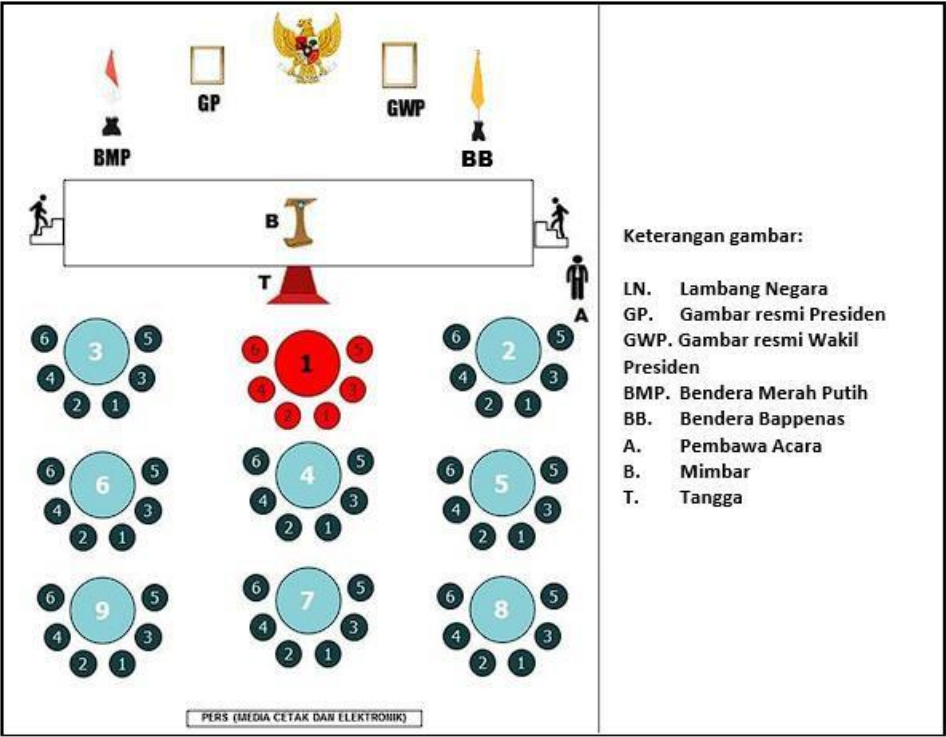 GP
GWP
BMP
BB
B
T
A
6 3 5
4 3
2 1
6 1 5
4 3
2 1
6 2 5
4 3
2 1
6 6 5
4 3
2 1
6 4 5
4 3
2 1
6 5 5
4 3
2 1
6 9 5
4 3
2 1
6 7 5
4 3
2 1
6 8 5
4 3
2 1
PERS (MEDIA CETAK DAN ELEKTRONIK)
Keterangan gambar:
LN. Lambang Negara
GP. Gambar resmi Presiden
GWP. Gambar resmi Wakil
Presiden
BMP. Bendera Merah Putih
BB. Bendera Bappenas
A. Pembawa Acara
B. Mimbar
T. Tangga